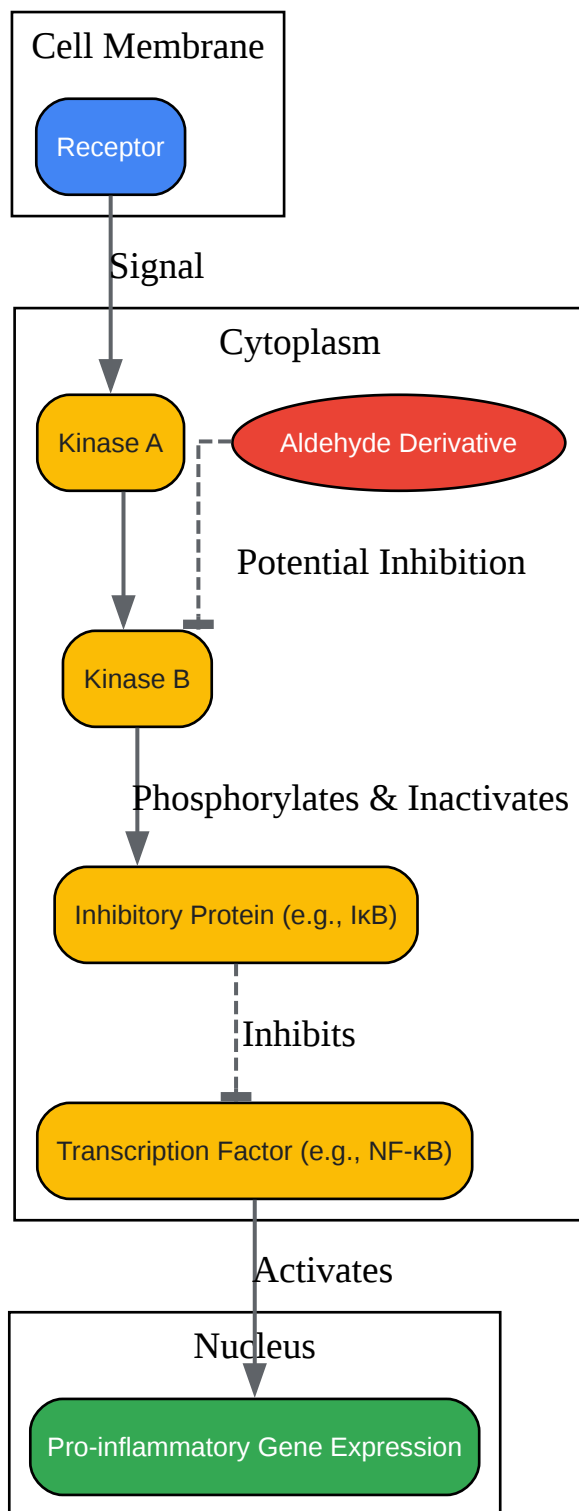 Cell Membrane
Receptor
Signal
Cytoplasm
Kinase A
Aldehyde Derivative
Potential Inhibition
Kinase B
Phosphorylates & Inactivates
Inhibitory Protein (e.g., IκB)
Inhibits
Transcription Factor (e.g., NF-κB)
Activates
Nucleus
Pro-inflammatory Gene Expression